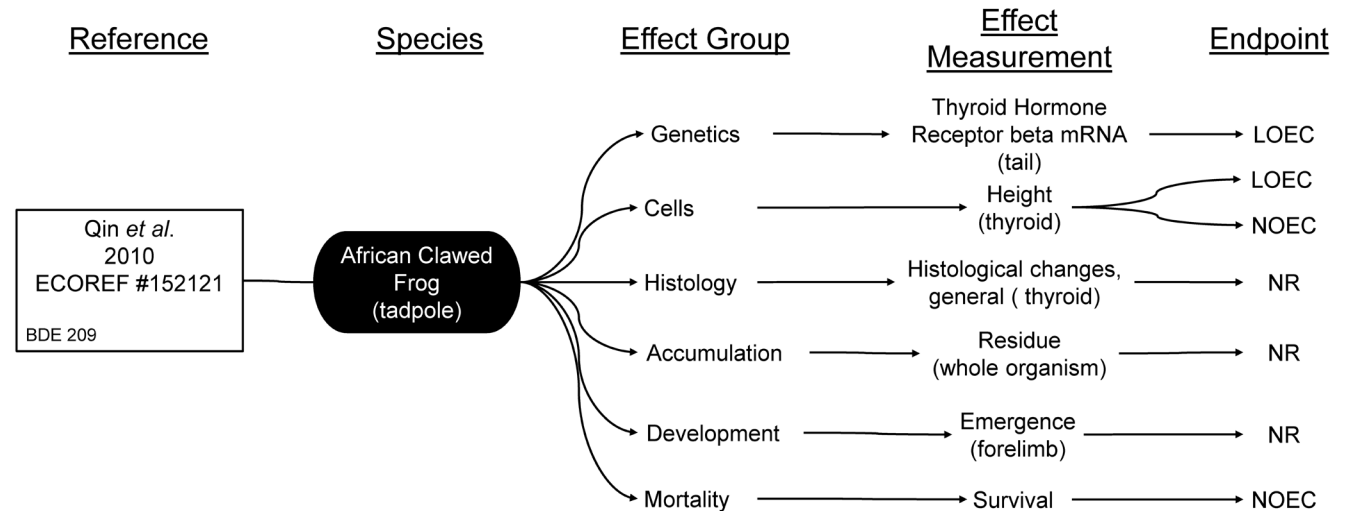 Reference
Species
Effect Group
Effect
Measurement
Endpoint
Qin et al.
2010
ECOREF #152121
BDE 209
African Clawed
Frog
(tadpole)
Genetics
Thyroid Hormone
Receptor beta mRNA
(tail)
LOEC
Cells
Height
(thyroid)
LOEC
NOEC
Histology
Histological changes,
general ( thyroid)
NR
Accumulation
Residue
(whole organism)
NR
Development
Emergence
(forelimb)
NR
Mortality
Survival
NOEC